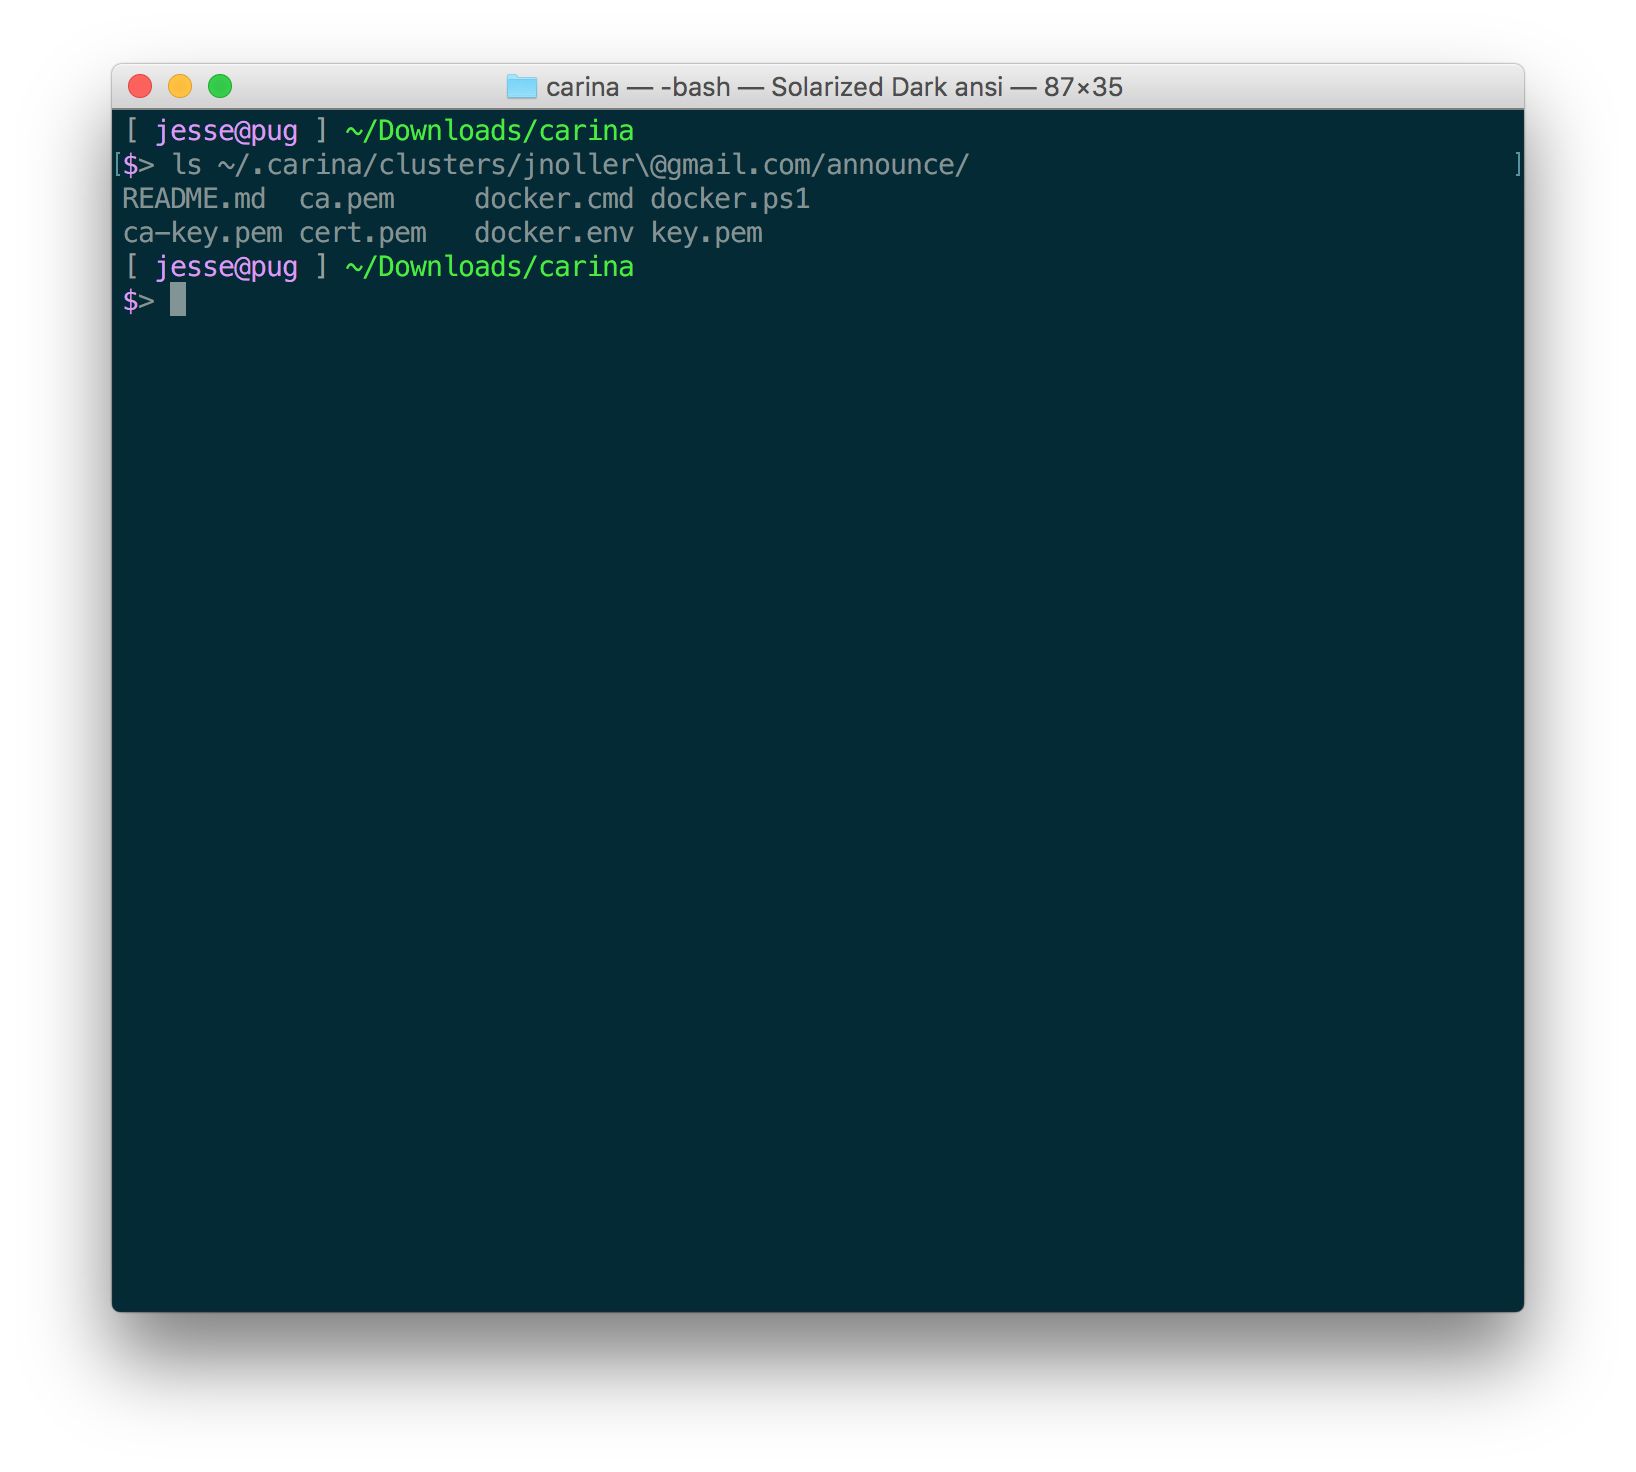 carina — -bash — Solarized Dark ansi — 87×35
[ jesse@pug ] ~/Downloads/carina
[$> ls ~/.carina/clusters/jnoller\@gmail.com/announce/ ]
README.md  ca.pem     docker.cmd docker.ps1
ca-key.pem cert.pem   docker.env key.pem
[ jesse@pug ] ~/Downloads/carina
$>